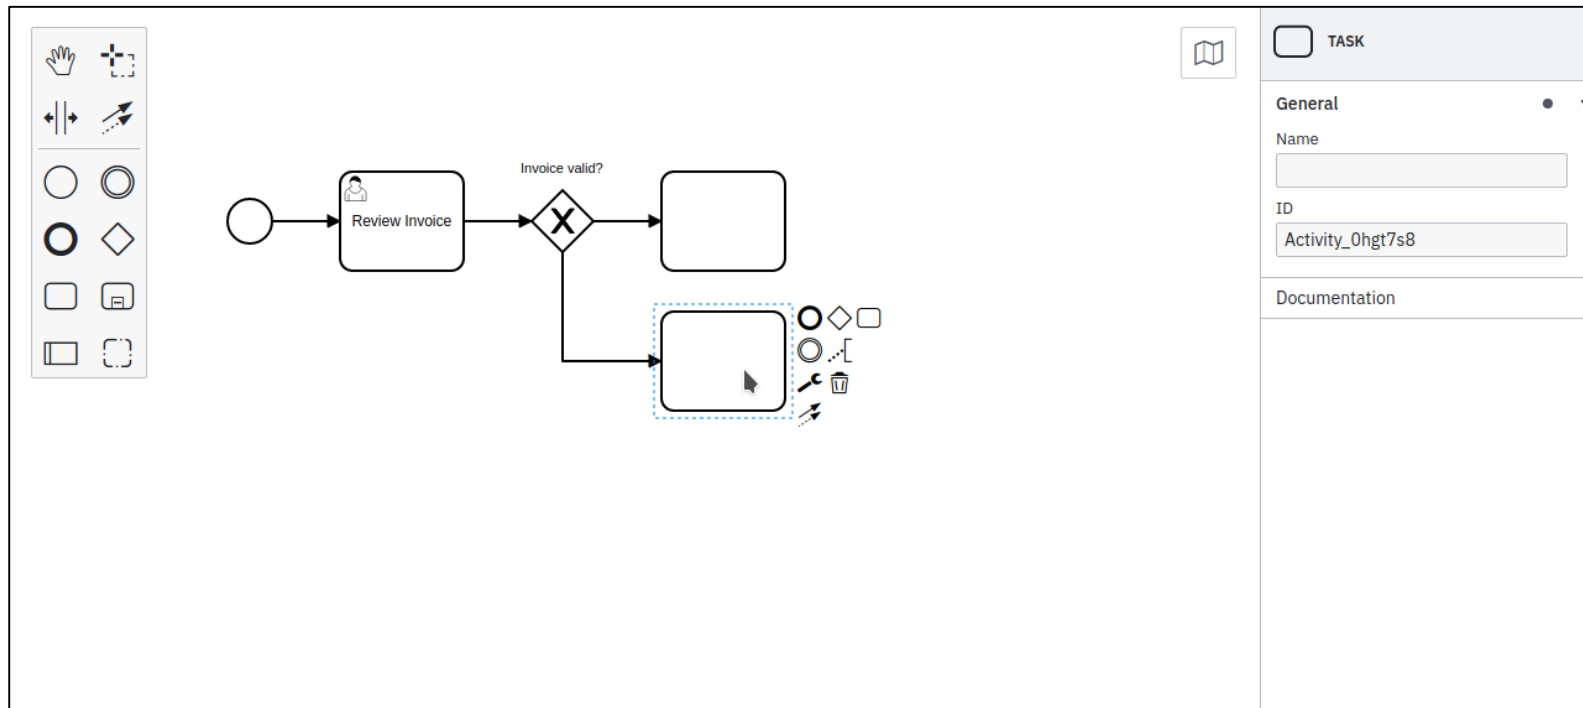 TASK
General
Name
ID
Activity_0hgt7s8
Documentation
Invoice valid?
Review Invoice